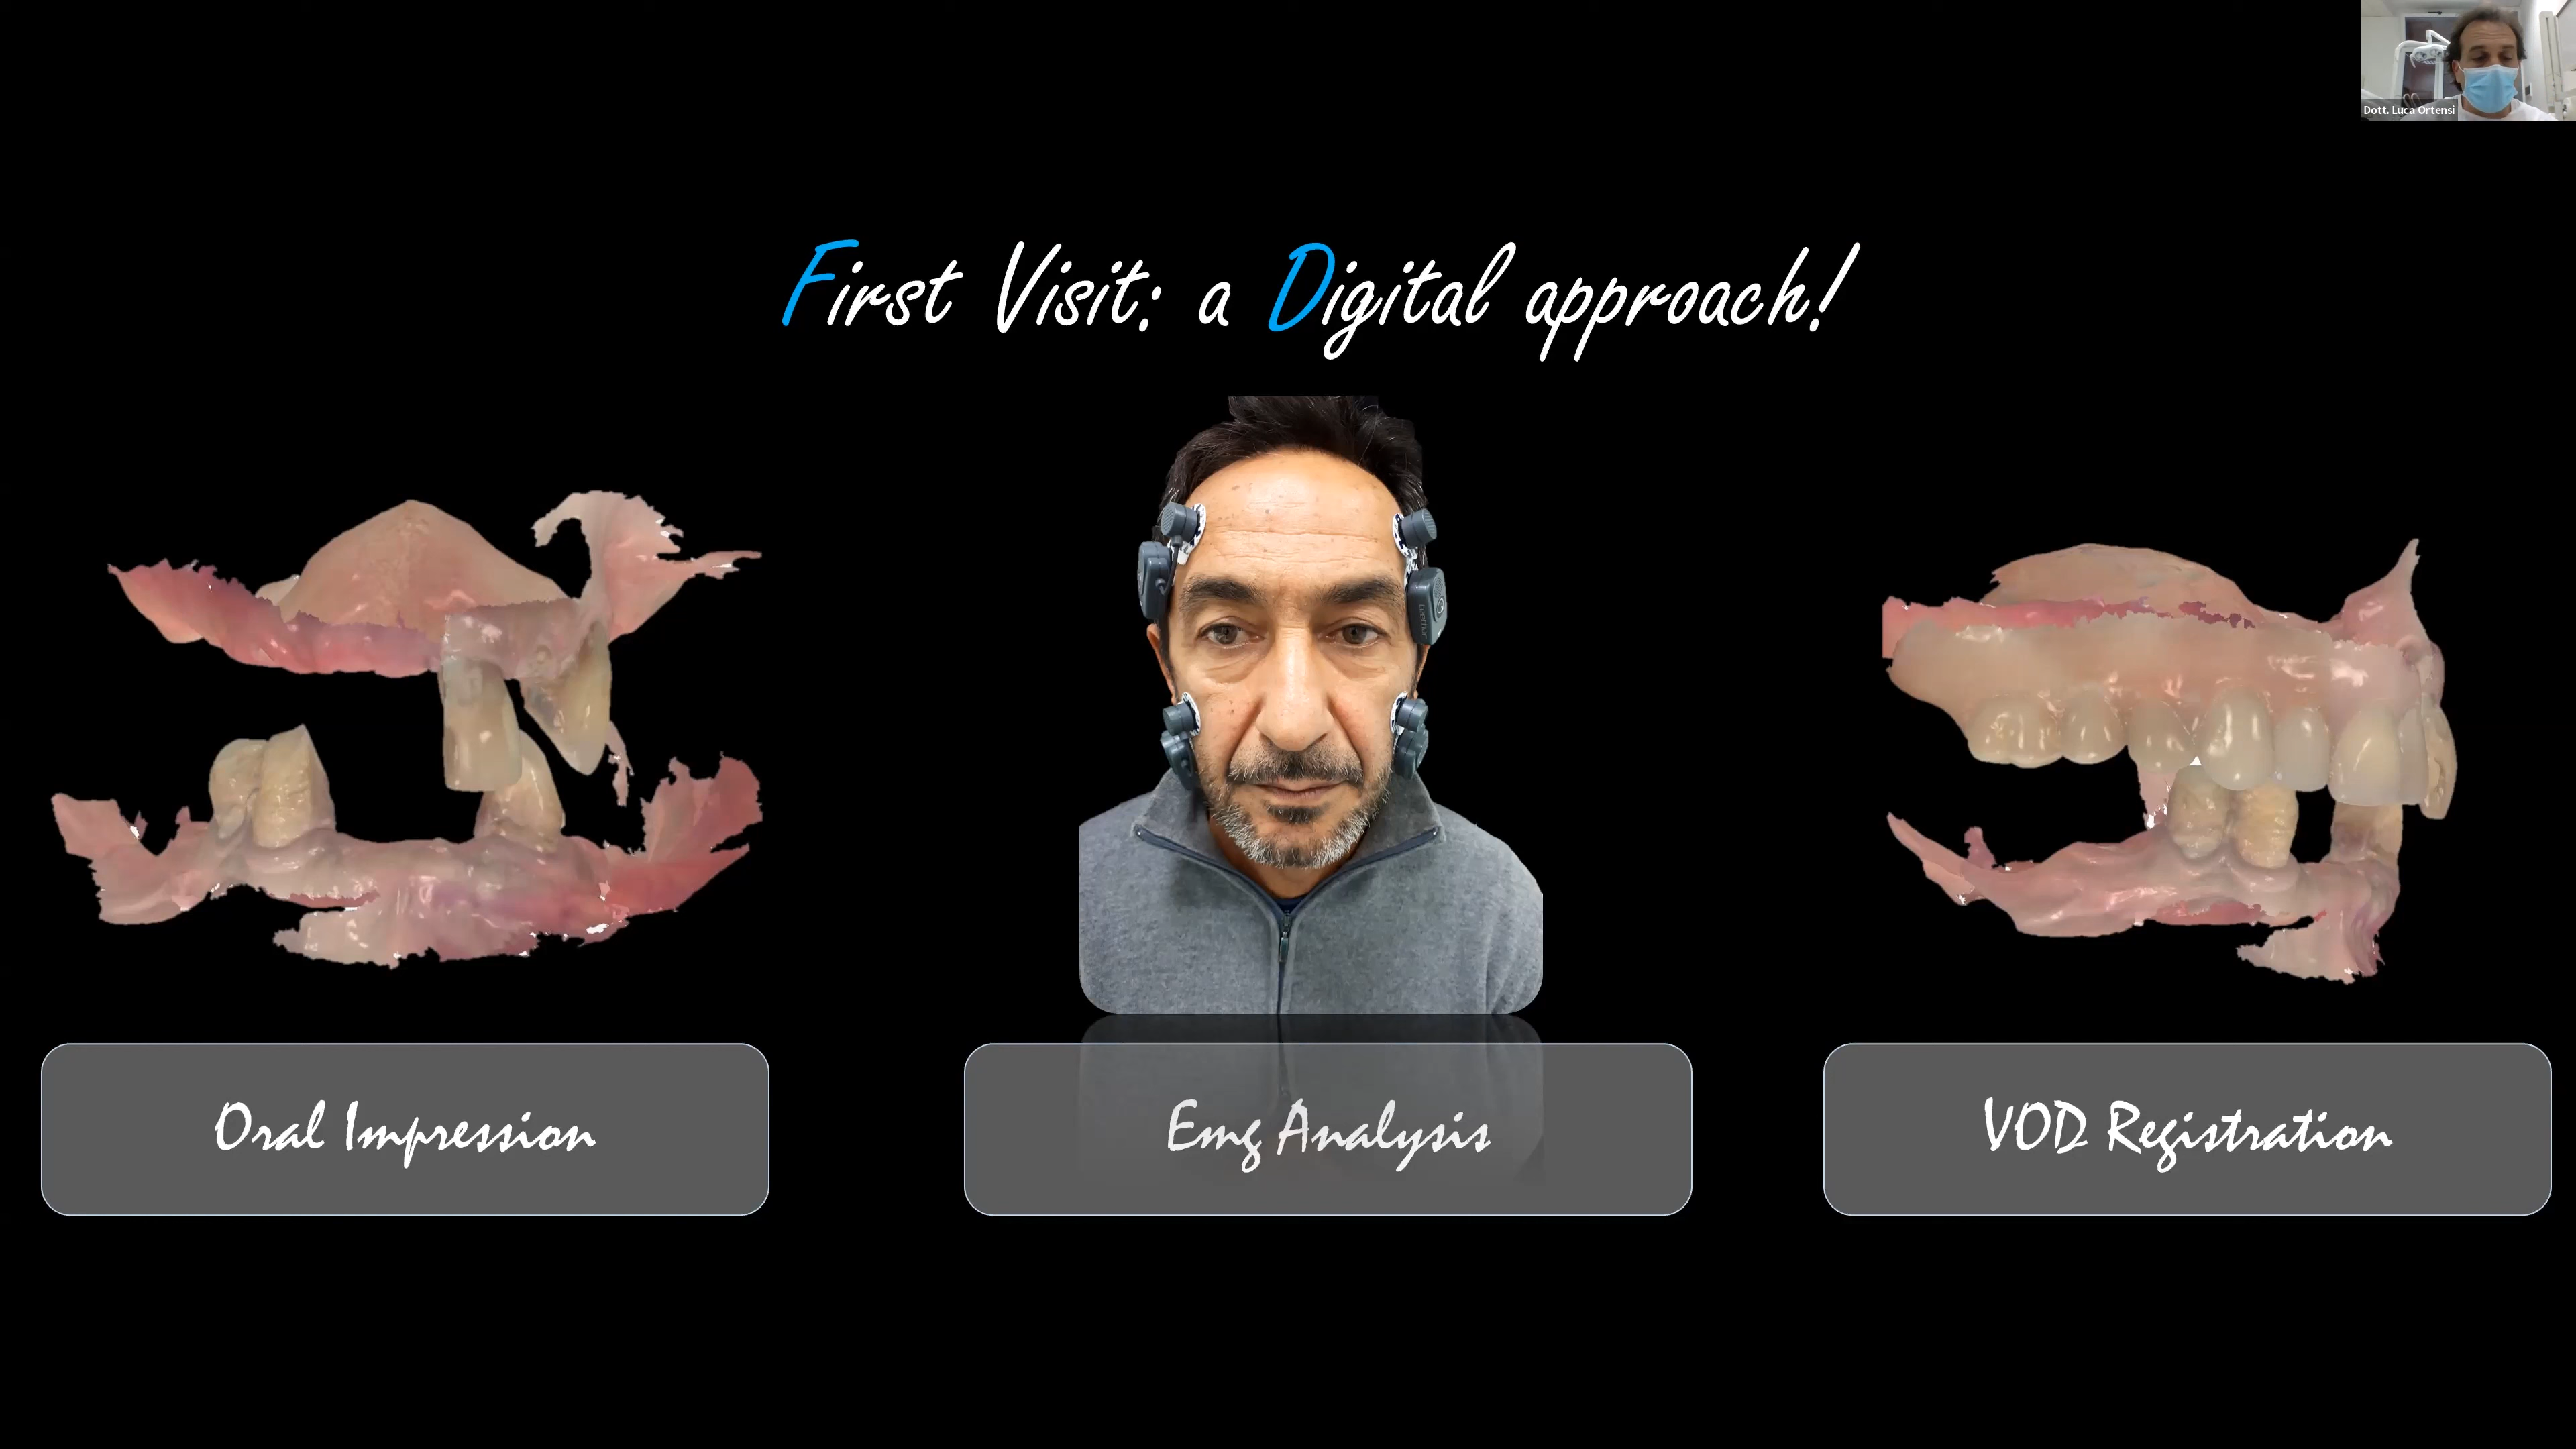 Dott. Luca Ortensi
First Visit: a Digital approach!
Oral Impression
Emg Analysis
VOD Registration